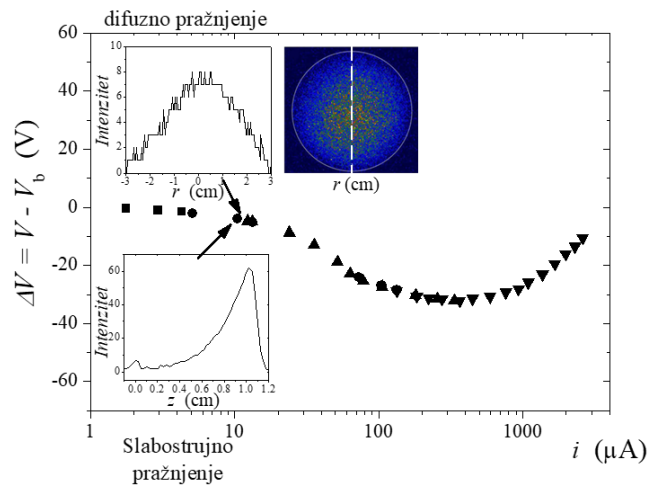 difuzno pražnjenje
60
40
20
0
-20
-40
-60
ΔV = V - V_b (V)
10
8
6
4
2
0
Intenzitet
-3 -2 -1 0 1 2 3
r (cm)
r (cm)
60
40
20
0
Intenzitet
0.0 0.2 0.4 0.6 0.8 1.0 1.2
z (cm)
1 10 100 1000
i (µA)
Slabostrujno
pražnjenje